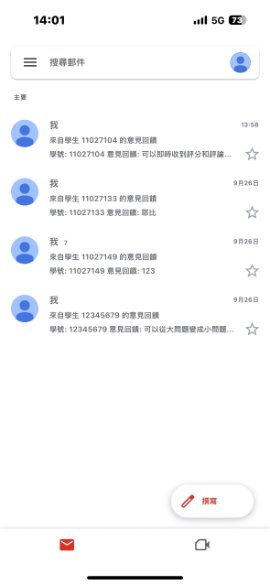 14:01
5G 73
搜尋郵件
主要
我 13:58
來自學生 11027104 的意見回饋
學號: 11027104 意見回饋: 可以即時收到評分和評論...
我 9月26日
來自學生 11027133 的意見回饋
學號: 11027133 意見回饋: 耶比
我 7 9月26日
來自學生 11027149 的意見回饋
學號: 11027149 意見回饋: 123
我 9月26日
來自學生 12345679 的意見回饋
學號: 12345679 意見回饋: 可以從大問題變成小問題...
撰寫